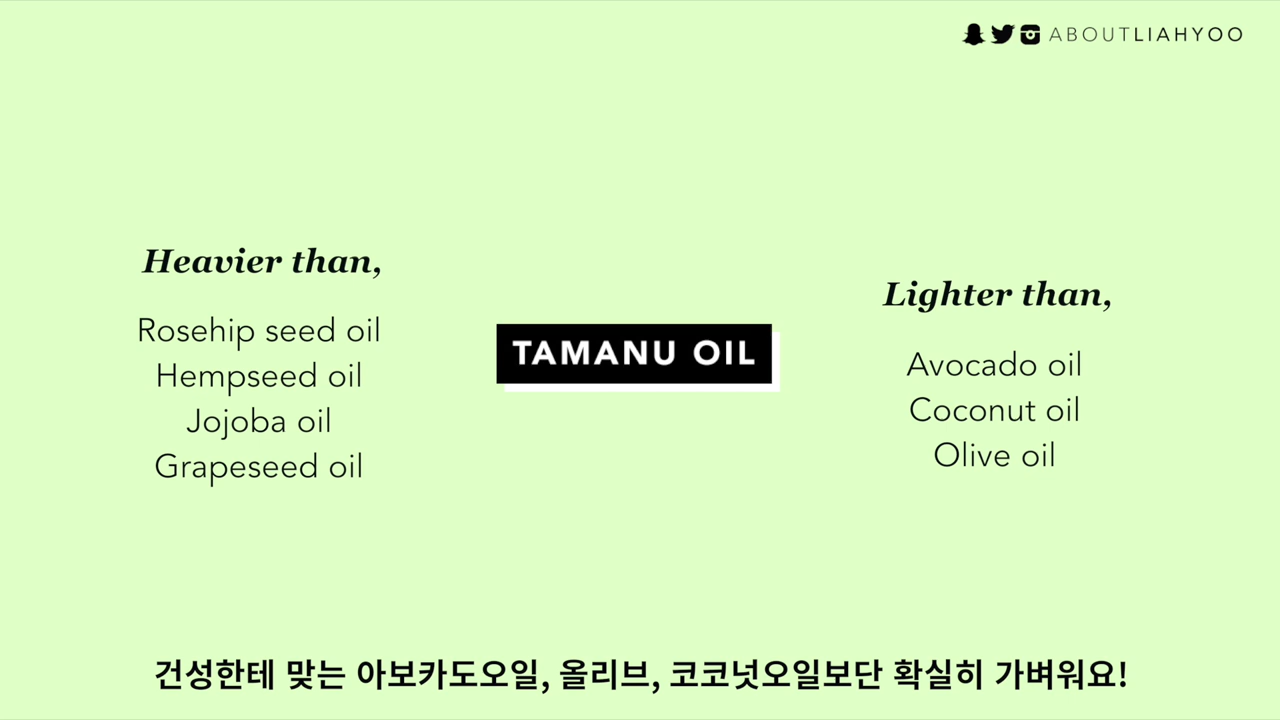 ABOUTLIAHYOO
Heavier than,
Rosehip seed oil
Hempseed oil
Jojoba oil
Grapeseed oil
TAMANU OIL
Lighter than,
Avocado oil
Coconut oil
Olive oil
건성한테 맞는 아보카도오일, 올리브, 코코넛오일보단 확실히 가벼워요!